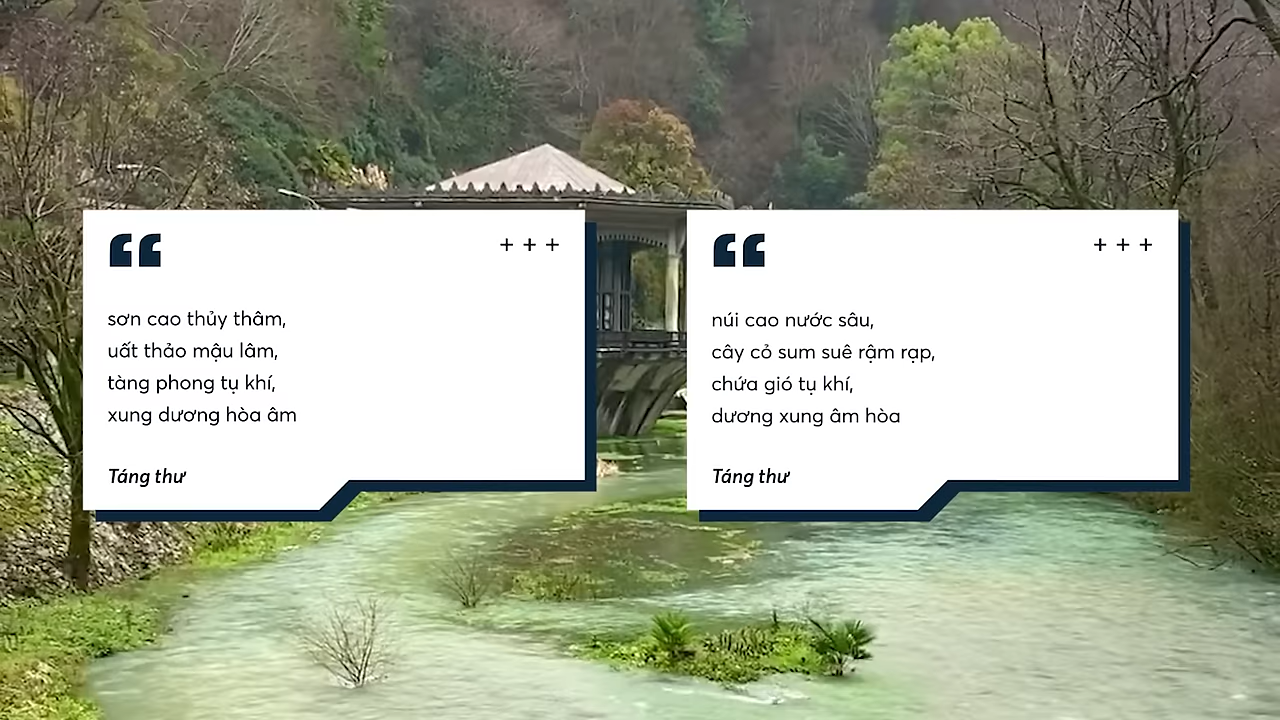 sơn cao thủy thâm,
uất thảo mậu lâm,
tàng phong tụ khí,
xung dương hòa âm
Táng thư
núi cao nước sâu,
cây cỏ sum suê rậm rạp,
chứa gió tụ khí,
dương xung âm hòa
Táng thư